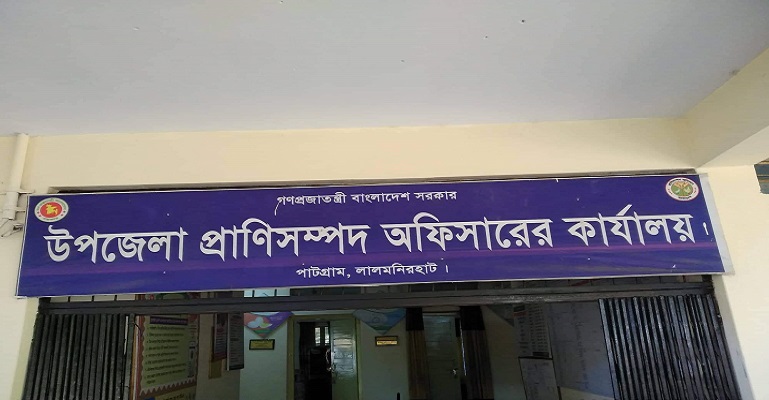 গণপ্রজাতন্ত্রী বাংলাদেশ সরকার
উপজেলা প্রাণিসম্পদ অফিসারের কার্যালয়।
পাটগ্রাম, লালমনিরহাট ।